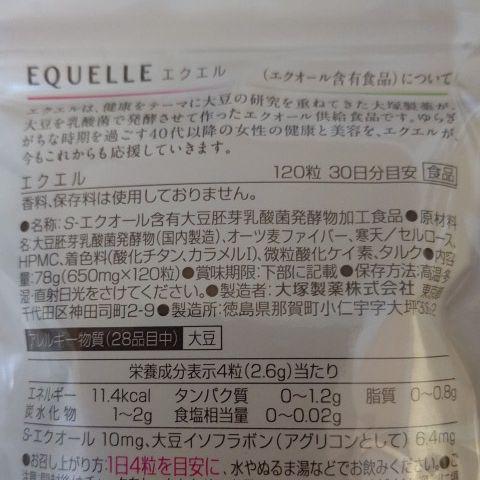 EQUELLE エクエル (エクオール含有食品)について
エクエルは、健康をテーマに大豆の研究を重ねてきた大塚製薬が、
大豆を乳酸菌で発酵させて作ったエクオール供給食品です。ゆらぎ
がちな時期を過ごす40代以降の女性の健康と美容を、エクエルが、
今もこれからも応援していきます。
エクエル 120粒 30日分目安 食品
香料、保存料は使用しておりません。
●名称:S-エクオール含有大豆胚芽乳酸菌発酵物加工食品●原材料
名:大豆胚芽乳酸菌発酵物(国内製造)、オーツ麦ファイバー、寒天/セルロース、
HPMC、着色料(酸化チタン、カラメルI)、微粒酸化ケイ素、タルク●内容
量:78g(650mg×120粒)●賞味期限:下部に記載●保存方法:高温・多
湿・直射日光をさけてください。●製造者:大塚製薬株式会社 東京都
千代田区神田司町2-9●製造所:徳島県那賀町小仁宇字大坪
アレルギー物質(28品目中) 大豆
栄養成分表示4粒(2.6g)当たり
エネルギー 11.4kcal タンパク質 0~1.2g 脂質 0~0.8g
炭水化物 1~2g 食塩相当量 0~0.02g
S-エクオール 10mg、大豆イソフラボン(アグリコンとして) 6.4mg
●お召し上がり方:1日4粒を目安に、水やぬるま湯などでお飲みください。